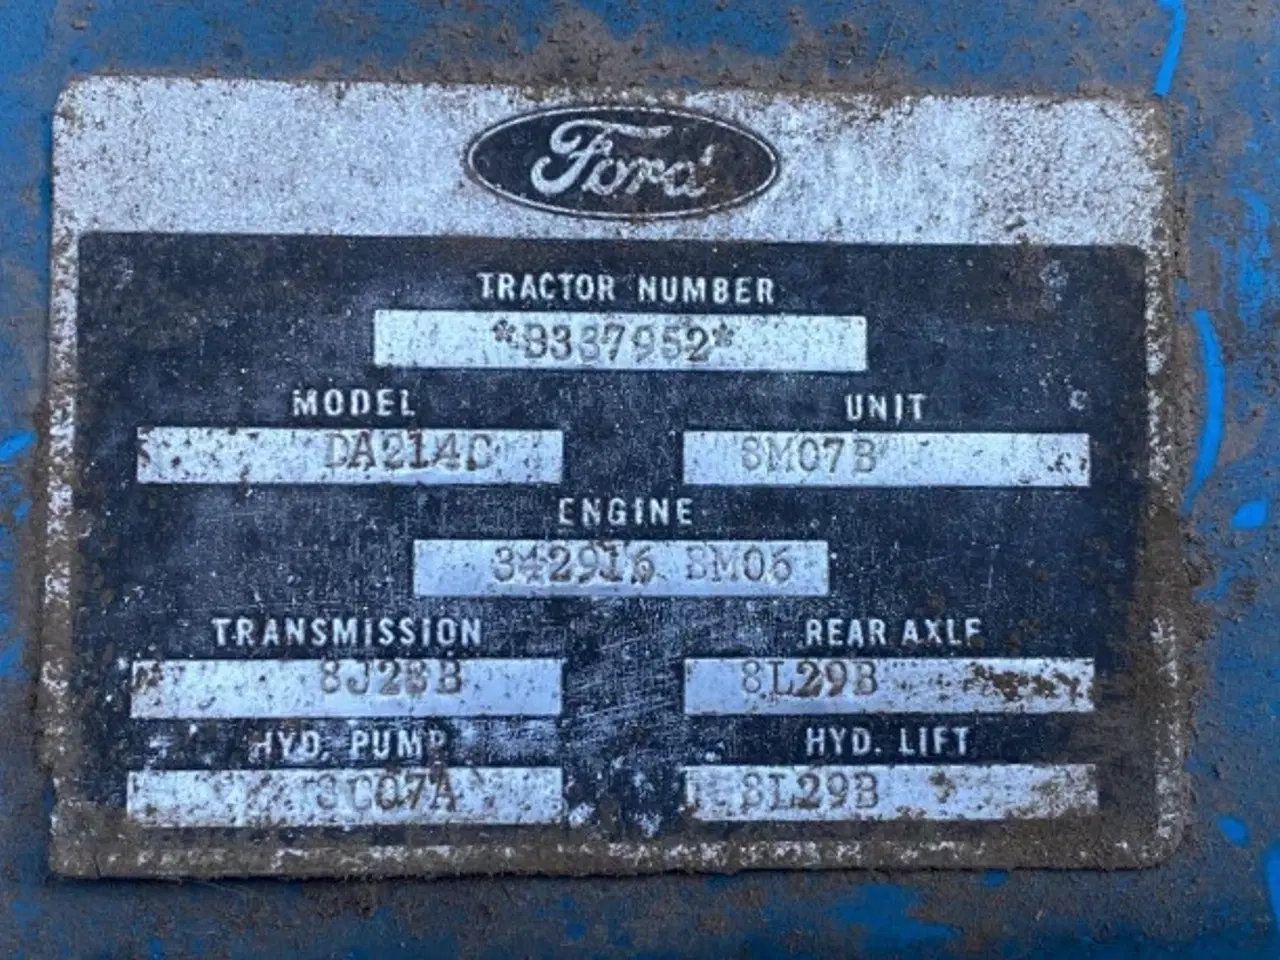 Ford
TRACTOR NUMBER
*B337952*
MODEL UNIT
DA214C 8M07B
ENGINE
342916 8M06
TRANSMISSION REAR AXLE
8J28B 8L29B
HYD. PUMP HYD. LIFT
8C07A 8L29B